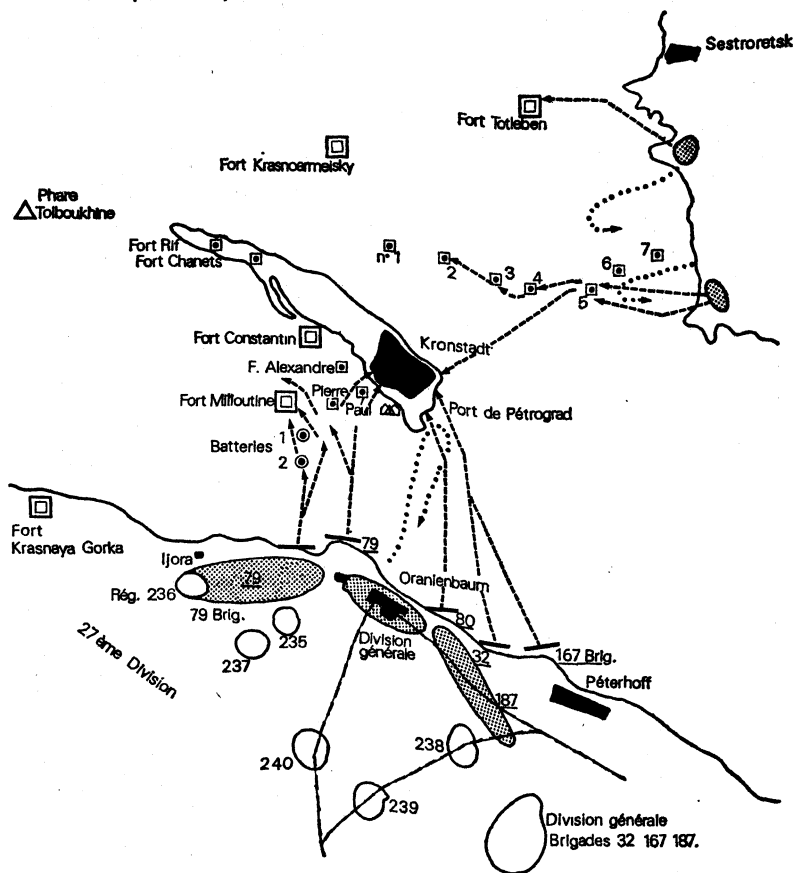 Sestroretsk
Fort Totleben
Fort Krasnoarmeisky
Phare
Tolboukhine
Fort Rif
Fort Chanets
n° 1
2
3
4
5
6
7
Fort Constantin
Kronstadt
F. Alexandre
Pierre
Fort Milioutine
Paul
Port de Pétrograd
1
Batteries
2
Fort
Krasnaya Gorka
Ijora
79
Oranienbaum
79
Rég. 236
79 Brig.
80
235
Division
générale
32
167 Brig.
237
27ème Division
Péterhoff
187
238
240
239
Division générale
Brigades 32 167 187.